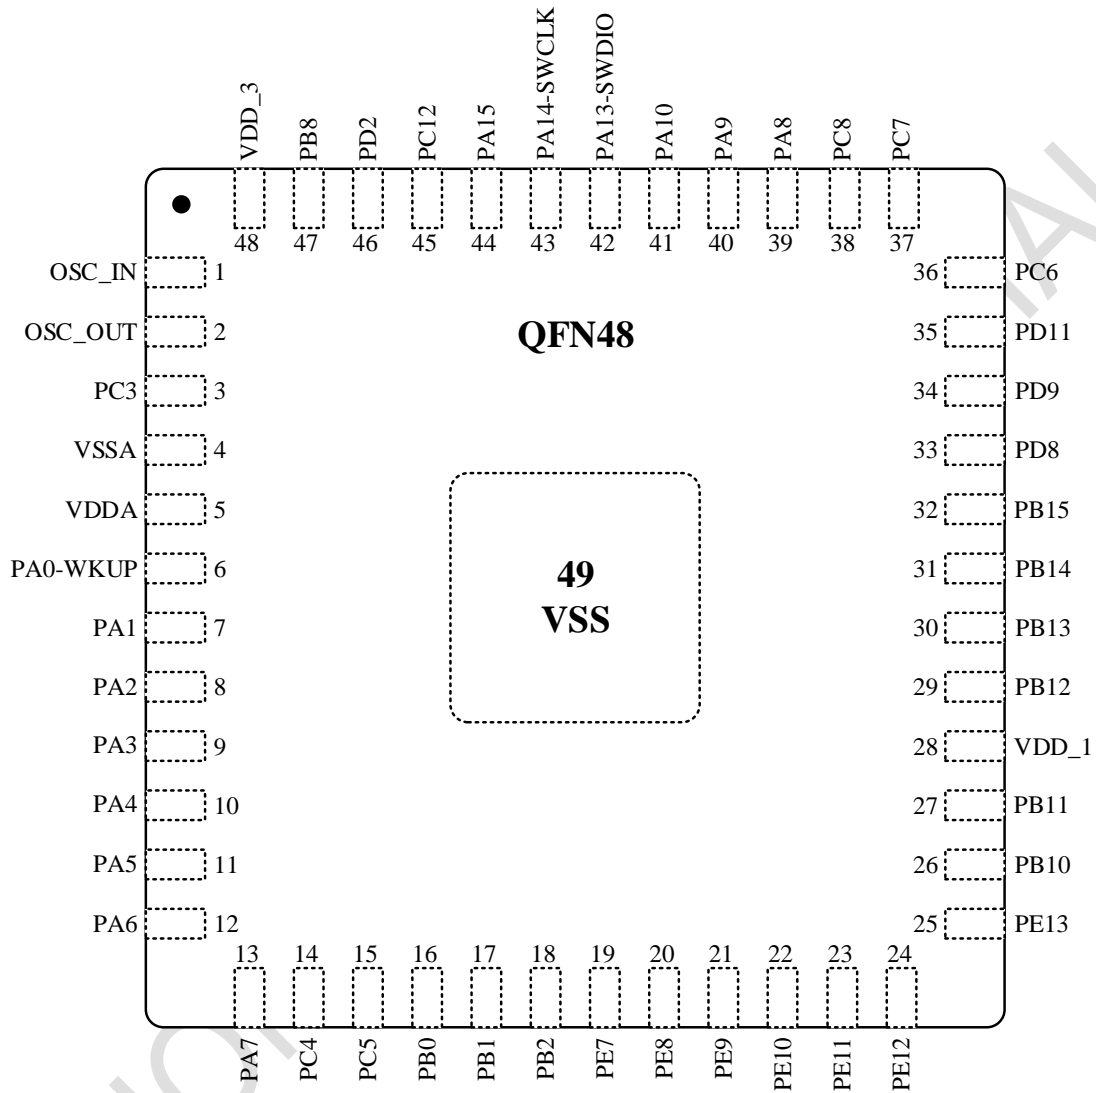 VDD_3
PB8
PD2
PC12
PA15
PA14-SWCLK
PA13-SWDIO
PA10
PA9
PA8
PC8
PC7
48 47 46 45 44 43 42 41 40 39 38 37
OSC_IN 1 36 PC6
OSC_OUT 2 QFN48 35 PD11
PC3 3 34 PD9
VSSA 4 33 PD8
VDDA 5 32 PB15
PA0-WKUP 6 49 31 PB14
VSS
PA1 7 30 PB13
PA2 8 29 PB12
PA3 9 28 VDD_1
PA4 10 27 PB11
PA5 11 26 PB10
PA6 12 25 PE13
13 14 15 16 17 18 19 20 21 22 23 24
PA7
PC4
PC5
PB0
PB1
PB2
PE7
PE8
PE9
PE10
PE11
PE12